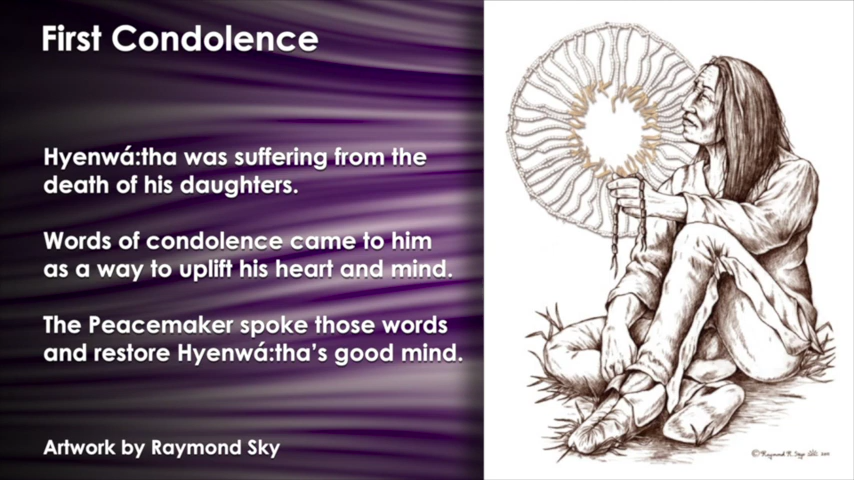 First Condolence
Hyenwá:tha was suffering from the
death of his daughters.
Words of condolence came to him
as a way to uplift his heart and mind.
The Peacemaker spoke those words
and restore Hyenwá:tha's good mind.
Artwork by Raymond Sky
©Raymond R. Sky